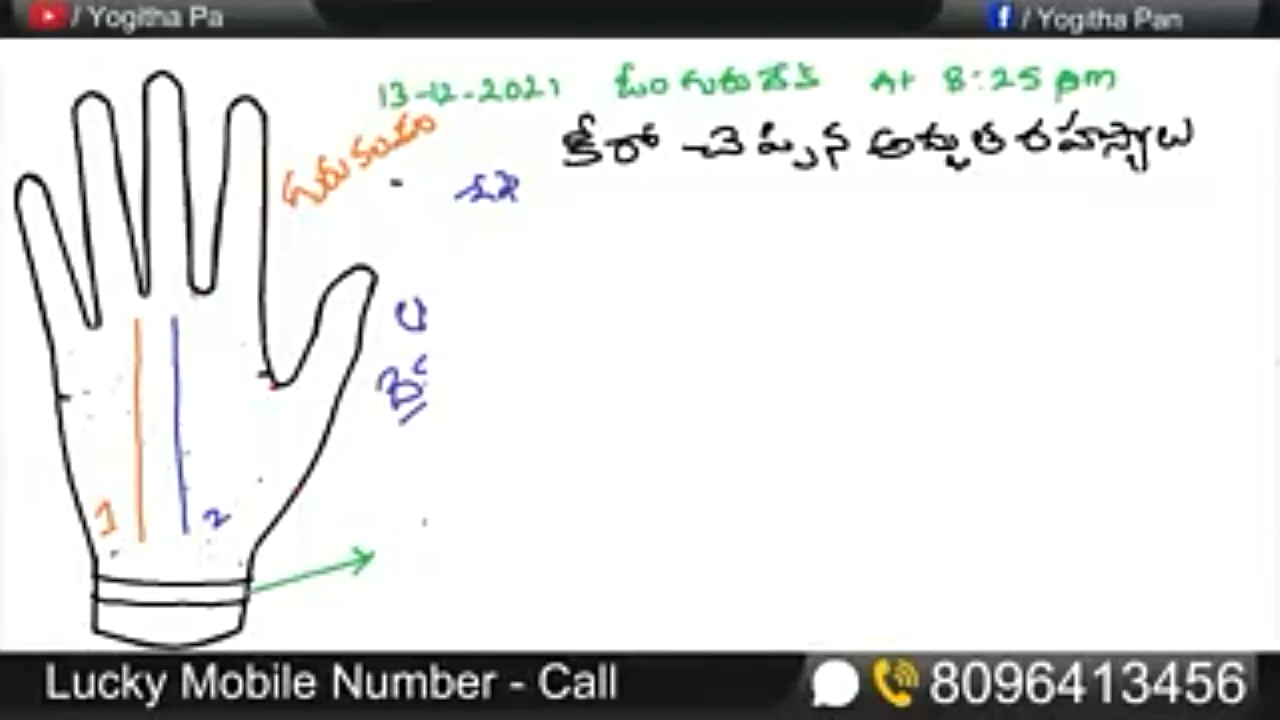 / Yogitha Pa
/ Yogitha Pan
13-12-2021 ఓం గురుదేవ At 8:25 pm
కీరో చెప్పిన అద్భుత రహస్యాలు
1
2
Lucky Mobile Number - Call
8096413456